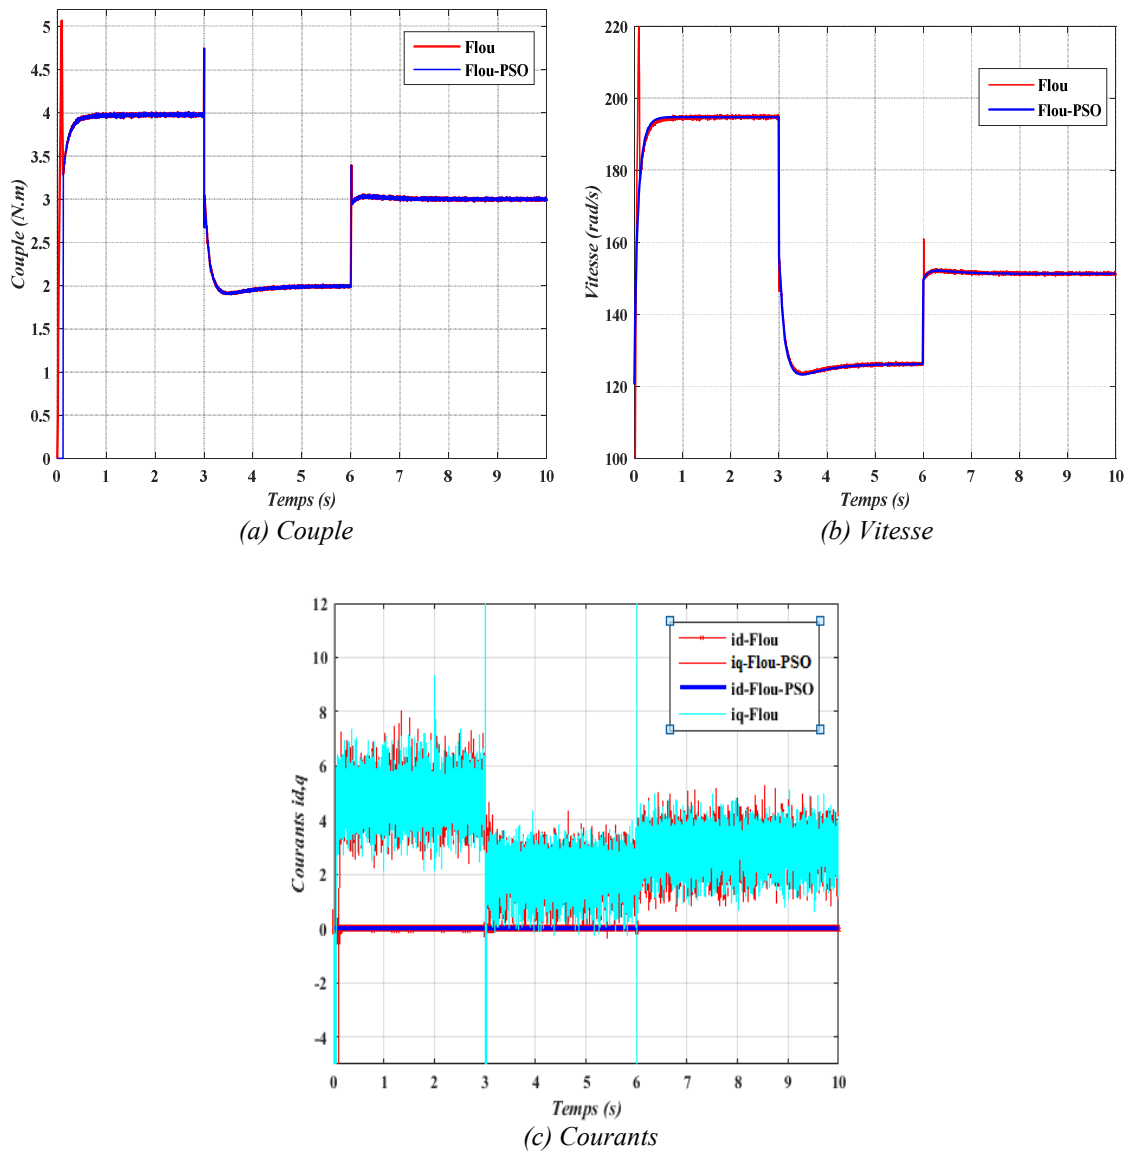 5
4.5
4
3.5
3
2.5
2
1.5
1
0.5
0
Couple (N.m)
Flou
Flou-PSO
0 1 2 3 4 5 6 7 8 9 10
Temps (s)
(a) Couple
220
200
180
160
140
120
100
Vitesse (rad/s)
Flou
Flou-PSO
0 1 2 3 4 5 6 7 8 9 10
Temps (s)
(b) Vitesse
12
10
8
6
4
2
0
-2
-4
Courants id,q
id-Flou
iq-Flou-PSO
id-Flou-PSO
iq-Flou
0 1 2 3 4 5 6 7 8 9 10
Temps (s)
(c) Courants